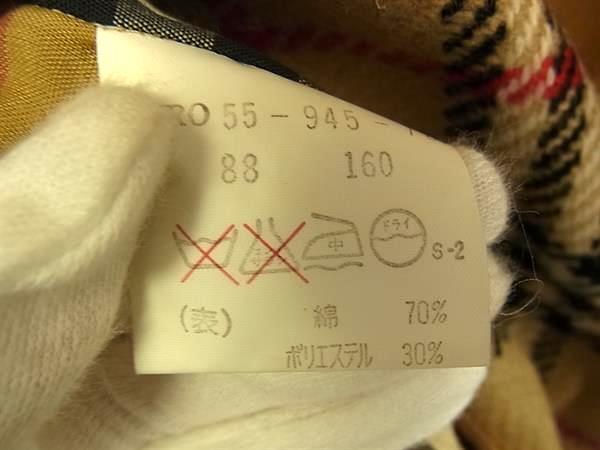 RO 55-945-
88 160
中 ドライ S-2
(表) 綿 70%
ポリエステル 30%